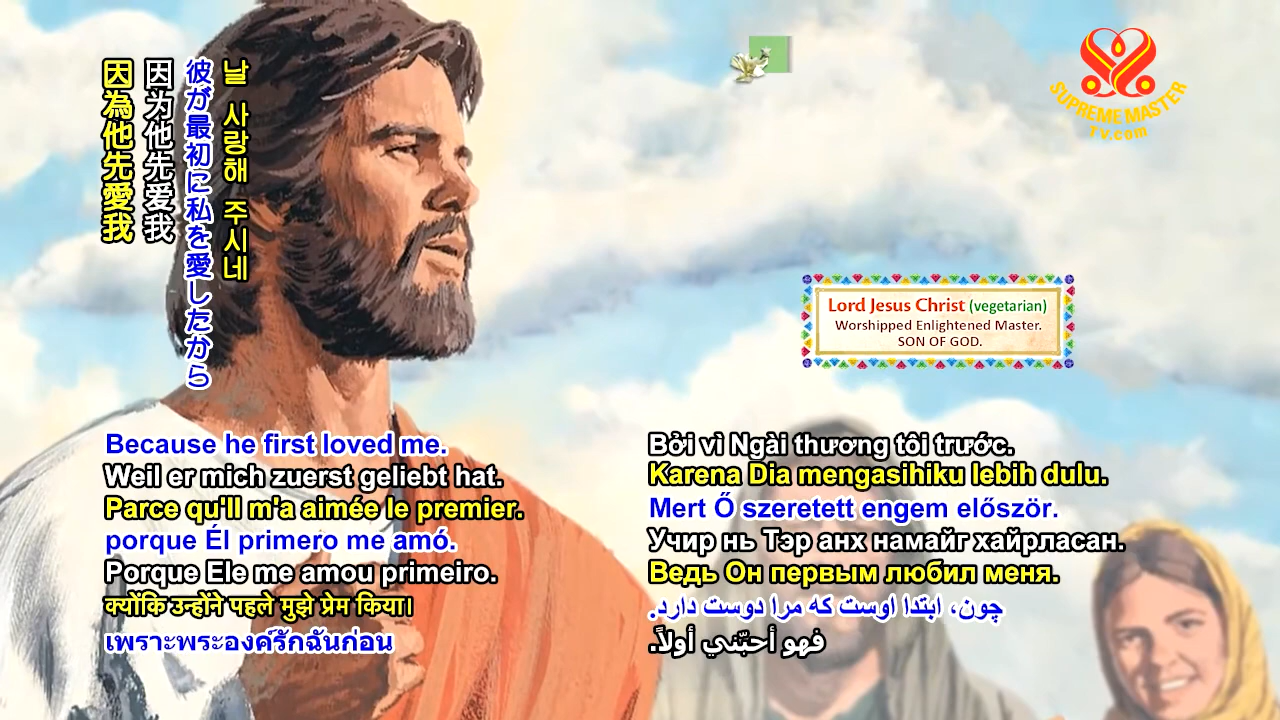 因為他先愛我
因为他先爱我
彼が最初に私を愛したから
날 사랑해 주시네
SUPREME MASTER
TV.com
Lord Jesus Christ (vegetarian)
Worshipped Enlightened Master.
SON OF GOD.
Because he first loved me.
Weil er mich zuerst geliebt hat.
Parce qu'Il m'a aimée le premier.
porque Él primero me amó.
Porque Ele me amou primeiro.
क्योंकि उन्होंने पहले मुझे प्रेम किया।
เพราะพระองค์รักฉันก่อน
Bởi vì Ngài thương tôi trước.
Karena Dia mengasihiku lebih dulu.
Mert Ő szeretett engem először.
Учир нь Тэр анх намайг хайрласан.
Ведь Он первым любил меня.
چون، ابتدا اوست که مرا دوست دارد.
فهو أحبّني أولاً.